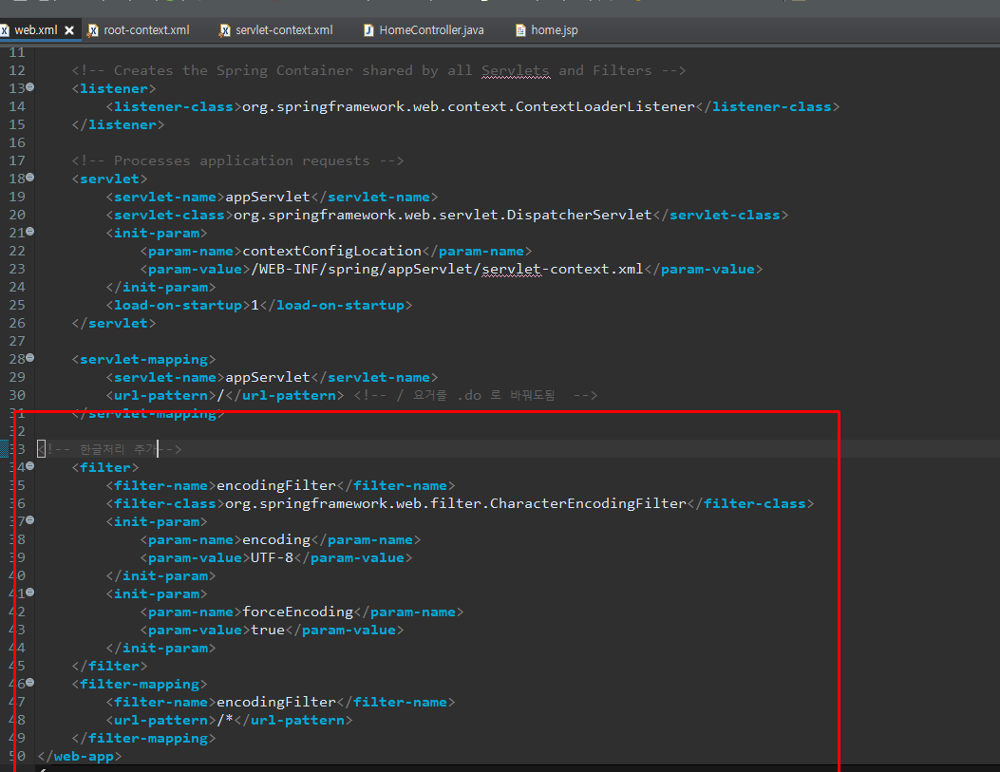 web.xml root-context.xml servlet-context.xml HomeController.java home.jsp
11
12 <!-- Creates the Spring Container shared by all Servlets and Filters -->
13 <listener>
14 <listener-class>org.springframework.web.context.ContextLoaderListener</listener-class>
15 </listener>
16
17 <!-- Processes application requests -->
18 <servlet>
19 <servlet-name>appServlet</servlet-name>
20 <servlet-class>org.springframework.web.servlet.DispatcherServlet</servlet-class>
21 <init-param>
22 <param-name>contextConfigLocation</param-name>
23 <param-value>/WEB-INF/spring/appServlet/servlet-context.xml</param-value>
24 </init-param>
25 <load-on-startup>1</load-on-startup>
26 </servlet>
27
28 <servlet-mapping>
29 <servlet-name>appServlet</servlet-name>
30 <url-pattern>/</url-pattern> <!-- / 요거를 .do 로 바꿔도됨 -->
31 </servlet-mapping>
32
33 <!-- 한글처리 추가-->
34 <filter>
35 <filter-name>encodingFilter</filter-name>
36 <filter-class>org.springframework.web.filter.CharacterEncodingFilter</filter-class>
37 <init-param>
38 <param-name>encoding</param-name>
39 <param-value>UTF-8</param-value>
40 </init-param>
41 <init-param>
42 <param-name>forceEncoding</param-name>
43 <param-value>true</param-value>
44 </init-param>
45 </filter>
46 <filter-mapping>
47 <filter-name>encodingFilter</filter-name>
48 <url-pattern>/*</url-pattern>
49 </filter-mapping>
50 </web-app>